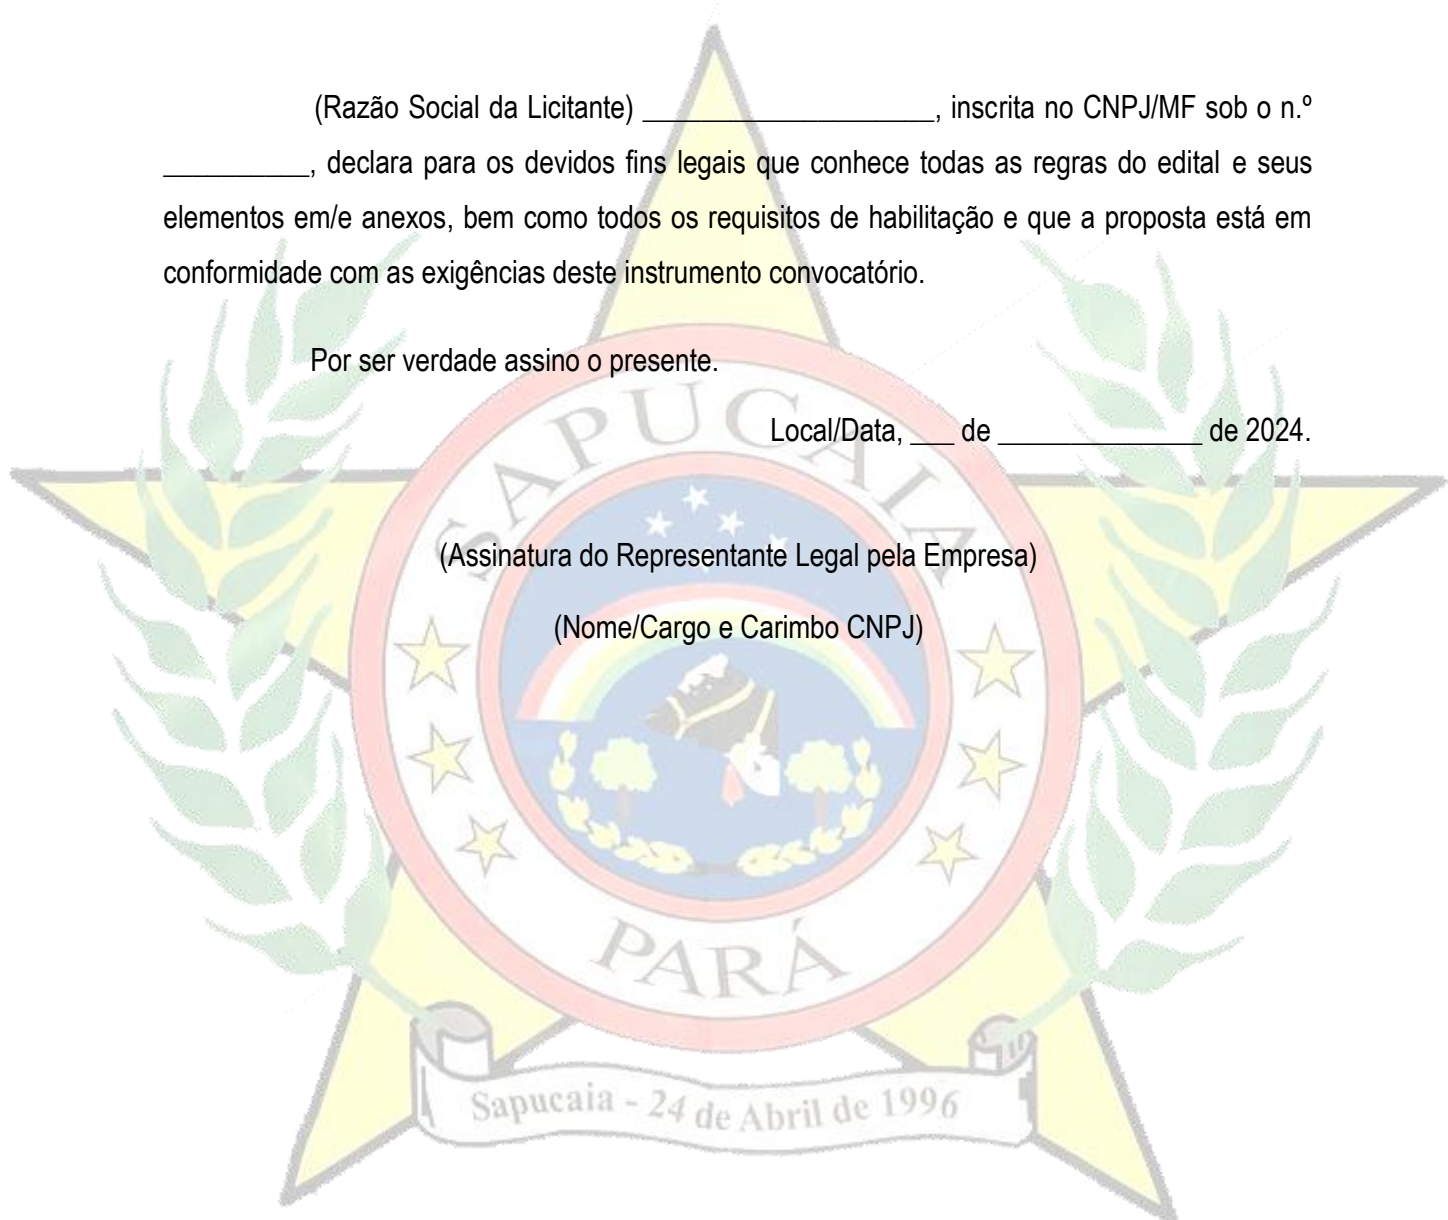 (Razão Social da Licitante) ____________________, inscrita no CNPJ/MF sob o n.º
__________, declara para os devidos fins legais que conhece todas as regras do edital e seus
elementos em/e anexos, bem como todos os requisitos de habilitação e que a proposta está em
conformidade com as exigências deste instrumento convocatório.
Por ser verdade assino o presente.
Local/Data, ___ de ______________ de 2024.
(Assinatura do Representante Legal pela Empresa)
(Nome/Cargo e Carimbo CNPJ)
SAPUCAIA
PARÁ
Sapucaia - 24 de Abril de 1996